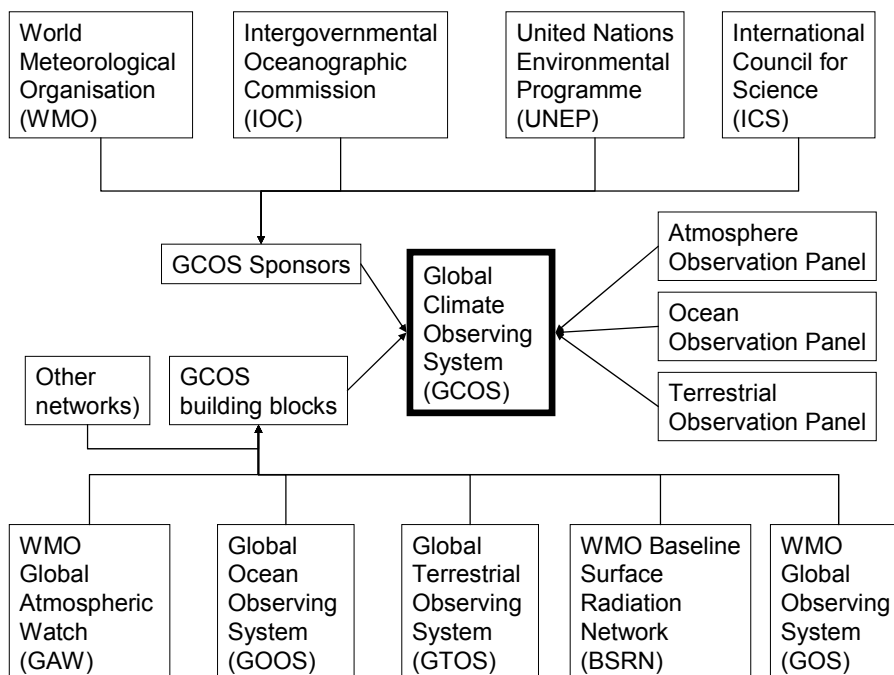 World
Meteorological
Organisation
(WMO)
Intergovernmental
Oceanographic
Commission
(IOC)
United Nations
Environmental
Programme
(UNEP)
International
Council for
Science
(ICS)
GCOS Sponsors
Global
Climate
Observing
System
(GCOS)
Atmosphere
Observation Panel
Ocean
Observation Panel
Terrestrial
Observation Panel
Other
networks)
GCOS
building blocks
WMO
Global
Atmospheric
Watch
(GAW)
Global
Ocean
Observing
System
(GOOS)
Global
Terrestrial
Observing
System
(GTOS)
WMO Baseline
Surface
Radiation
Network
(BSRN)
WMO
Global
Observing
System
(GOS)